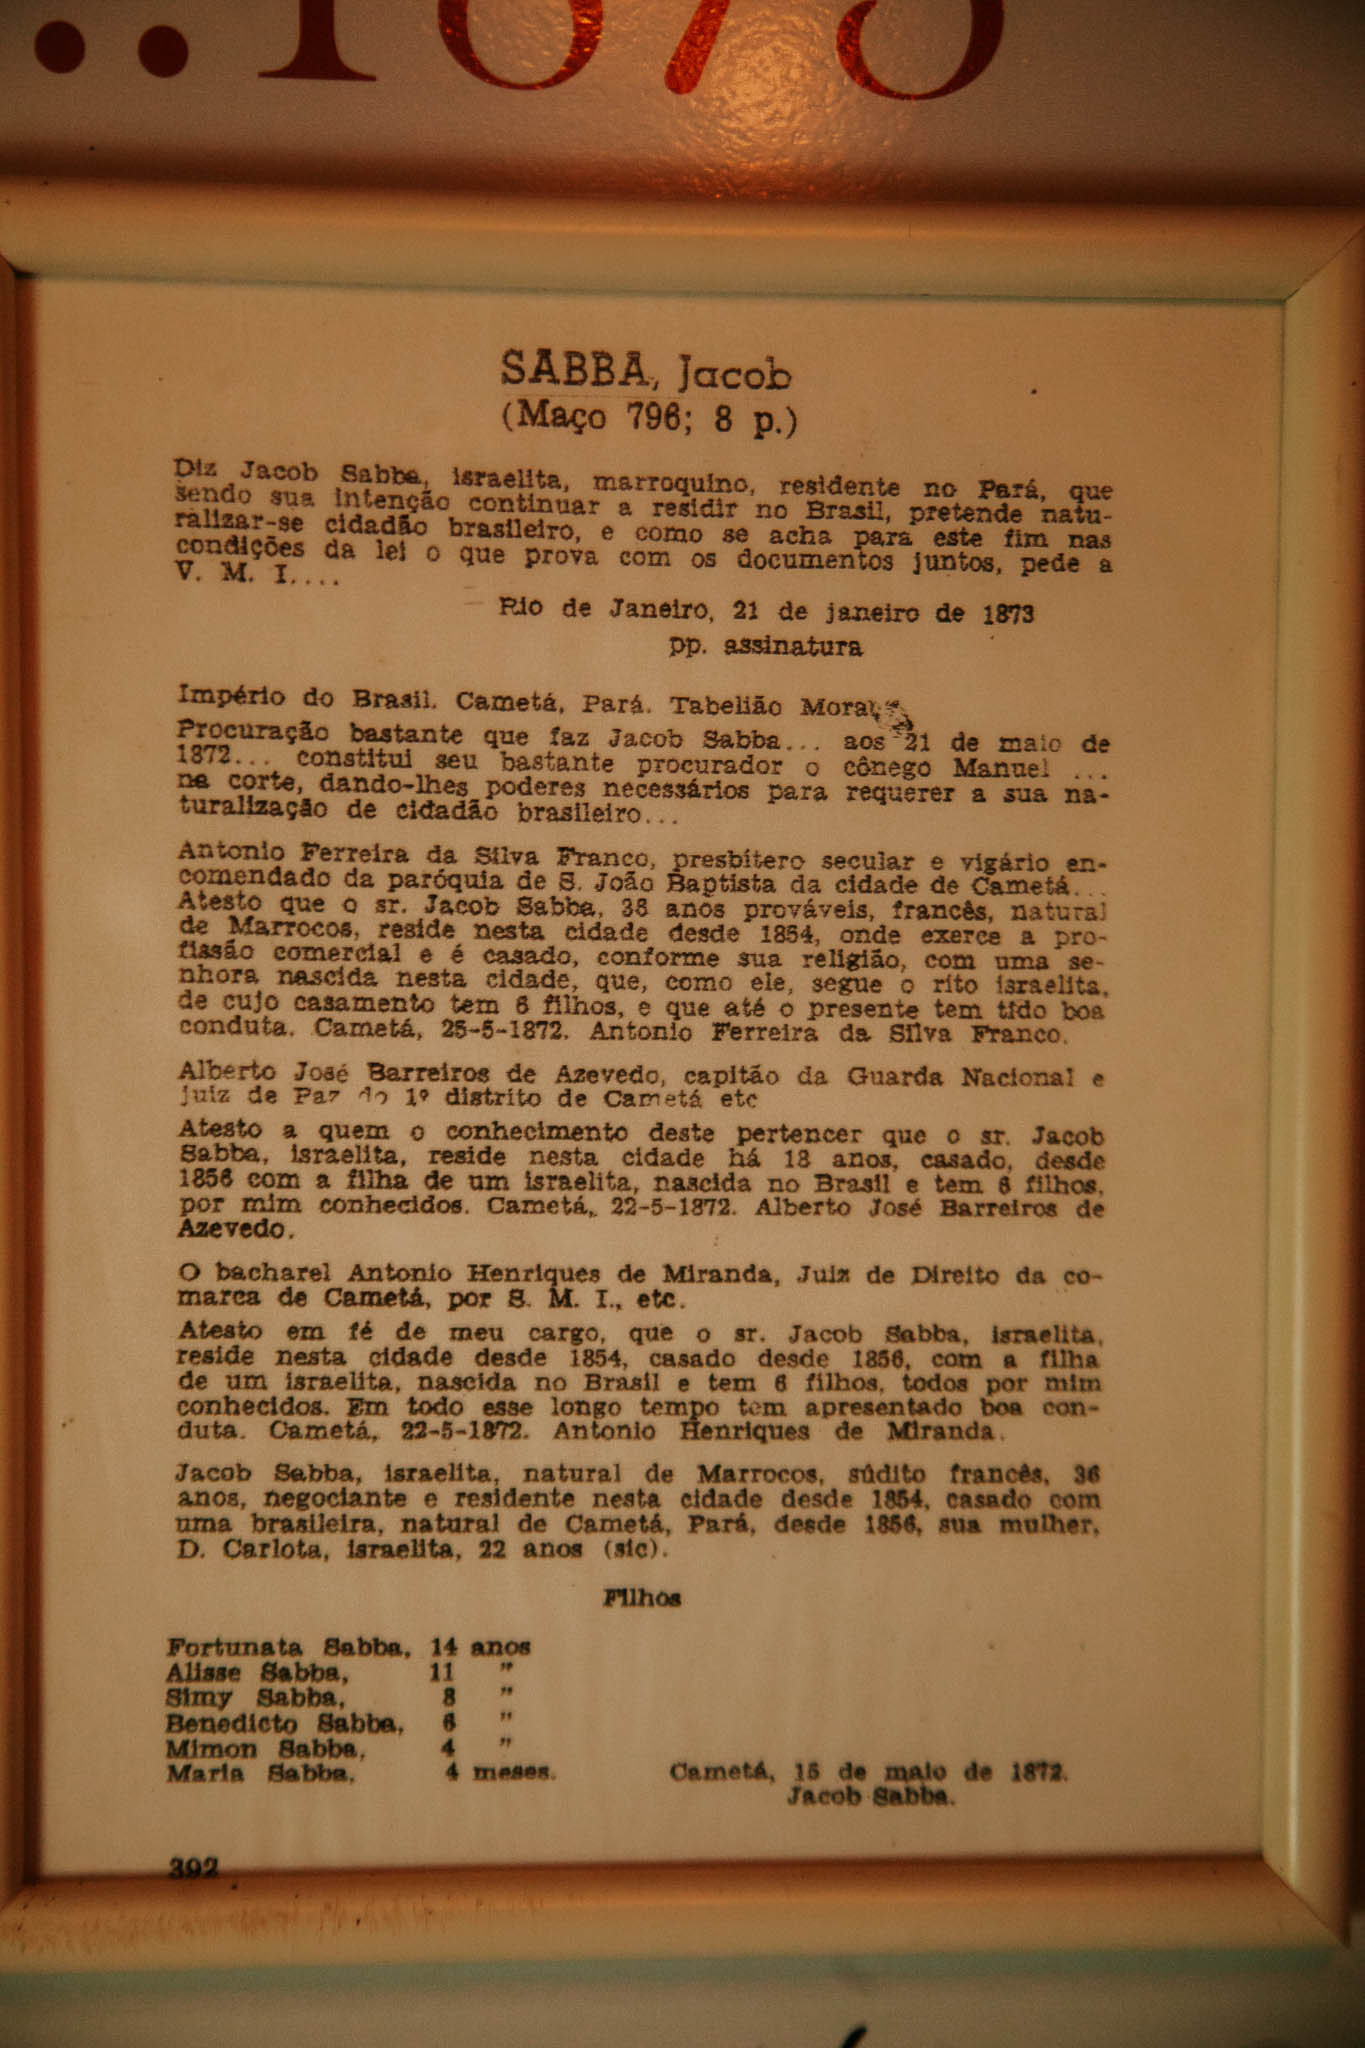 ..1873
SABBA, Jacob
(Maço 796; 8 p.)
Diz Jacob Sabba, israelita, marroquino, residente no Pará, que
sendo sua intenção continuar a residir no Brasil, pretende natu-
ralizar-se cidadão brasileiro, e como se acha para este fim nas
condições da lei o que prova com os documentos juntos, pede a
V. M. I....
Rio de Janeiro, 21 de janeiro de 1873
pp. assinatura
Império do Brasil. Cametá, Pará. Tabelião
Procuração bastante que faz Jacob Sabba... aos 21 de maio de
1872... constitui seu bastante procurador o cônego Manuel ...
na corte, dando-lhes poderes necessários para requerer a sua na-
turalização de cidadão brasileiro...
Antonio Ferreira da Silva Franco, presbítero secular e vigário en-
comendado da paróquia de S. João Baptista da cidade de Cametá...
Atesto que o sr. Jacob Sabba, 36 anos prováveis, francês, natural
de Marrocos, reside nesta cidade desde 1854, onde exerce a pro-
fissão comercial e é casado, conforme sua religião, com uma se-
nhora nascida nesta cidade, que, como ele, segue o rito israelita,
de cujo casamento tem 6 filhos, e que até o presente tem tido boa
conduta. Cametá, 25-5-1872. Antonio Ferreira da Silva Franco.
Alberto José Barreiros de Azevedo, capitão da Guarda Nacional e
juiz de Paz do 1º distrito de Cametá etc
Atesto a quem o conhecimento deste pertencer que o sr. Jacob
Sabba, israelita, reside nesta cidade há 18 anos, casado, desde
1856 com a filha de um israelita, nascida no Brasil e tem 6 filhos,
por mim conhecidos. Cametá, 22-5-1872. Alberto José Barreiros de
Azevedo.
O bacharel Antonio Henriques de Miranda, Juiz de Direito da co-
marca de Cametá, por S. M. I., etc.
Atesto em fé de meu cargo, que o sr. Jacob Sabba, israelita,
reside nesta cidade desde 1854, casado desde 1856, com a filha
de um israelita, nascida no Brasil e tem 6 filhos, todos por mim
conhecidos. Em todo esse longo tempo tem apresentado boa con-
duta. Cametá, 22-5-1872. Antonio Henriques de Miranda.
Jacob Sabba, israelita, natural de Marrocos, súdito francês, 36
anos, negociante e residente nesta cidade desde 1854, casado com
uma brasileira, natural de Cametá, Pará, desde 1856, sua mulher,
D. Carlota, israelita, 22 anos (sic).
Filhos
Fortunata Sabba, 14 anos
Alisse Sabba, 11 "
Simy Sabba, 8 "
Benedicto Sabba, 6 "
Mimon Sabba, 4 "
Maria Sabba, 4 meses. Cametá, 15 de maio de 1872.
Jacob Sabba.
392